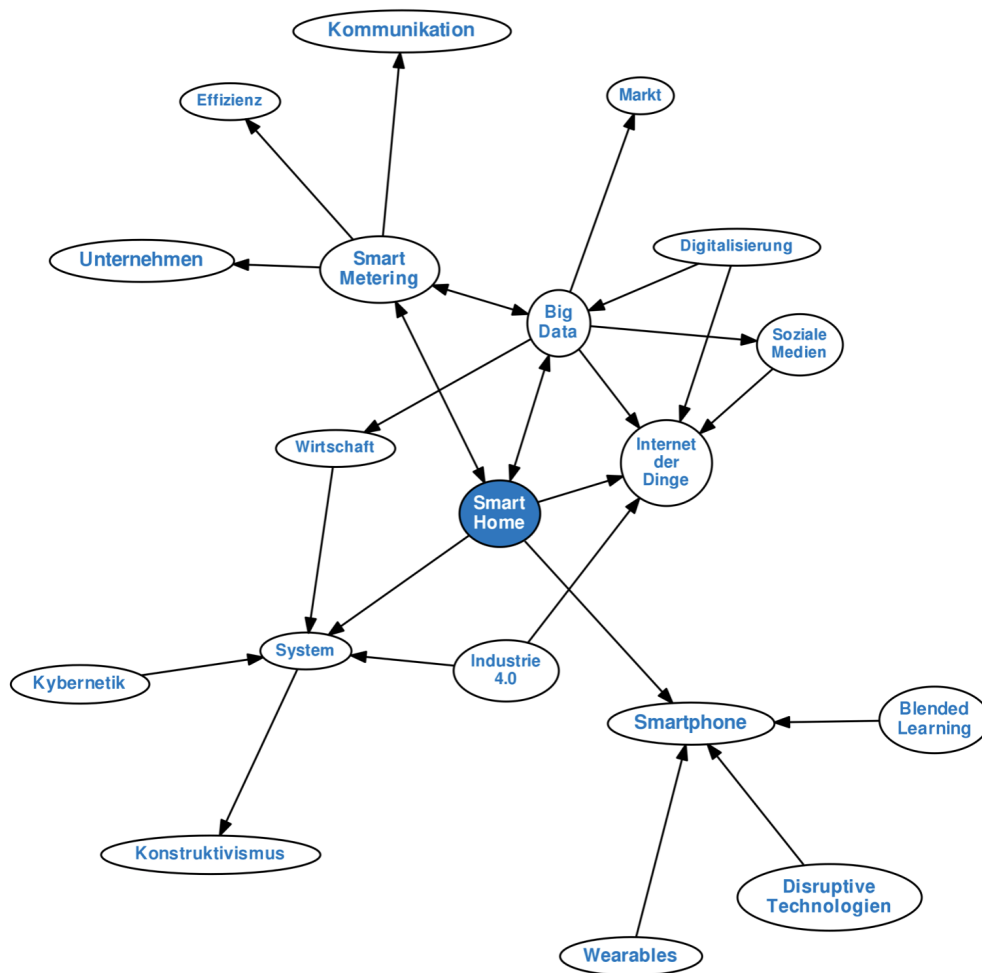 Kommunikation
Effizienz
Markt
Unternehmen
Smart
Metering
Digitalisierung
Big
Data
Soziale
Medien
Wirtschaft
Internet
der
Dinge
Smart
Home
System
Industrie
4.0
Kybernetik
Smartphone
Blended
Learning
Konstruktivismus
Disruptive
Technologien
Wearables